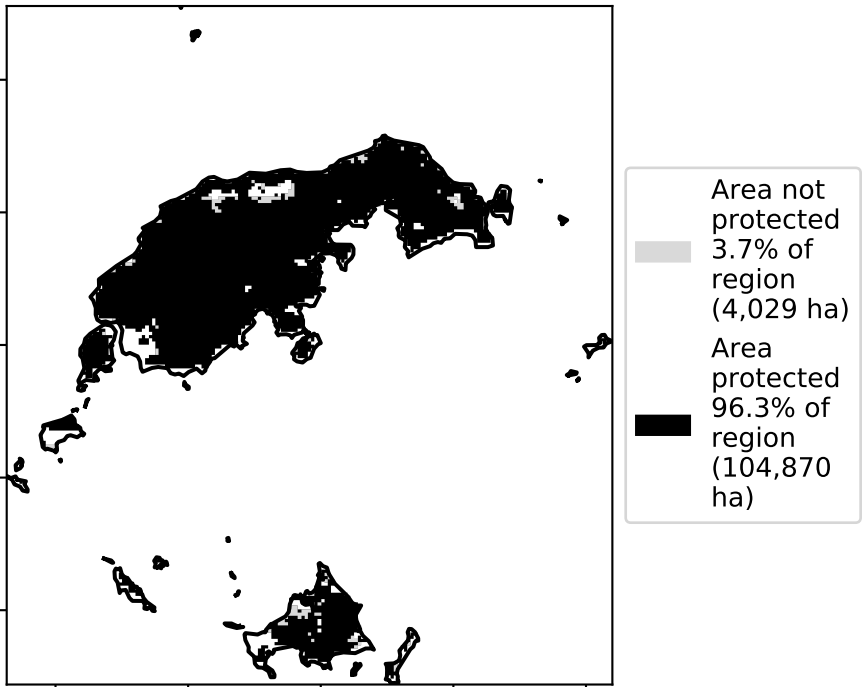 Area not
protected
3.7% of
region
(4,029 ha)
Area
protected
96.3% of
region
(104,870
ha)